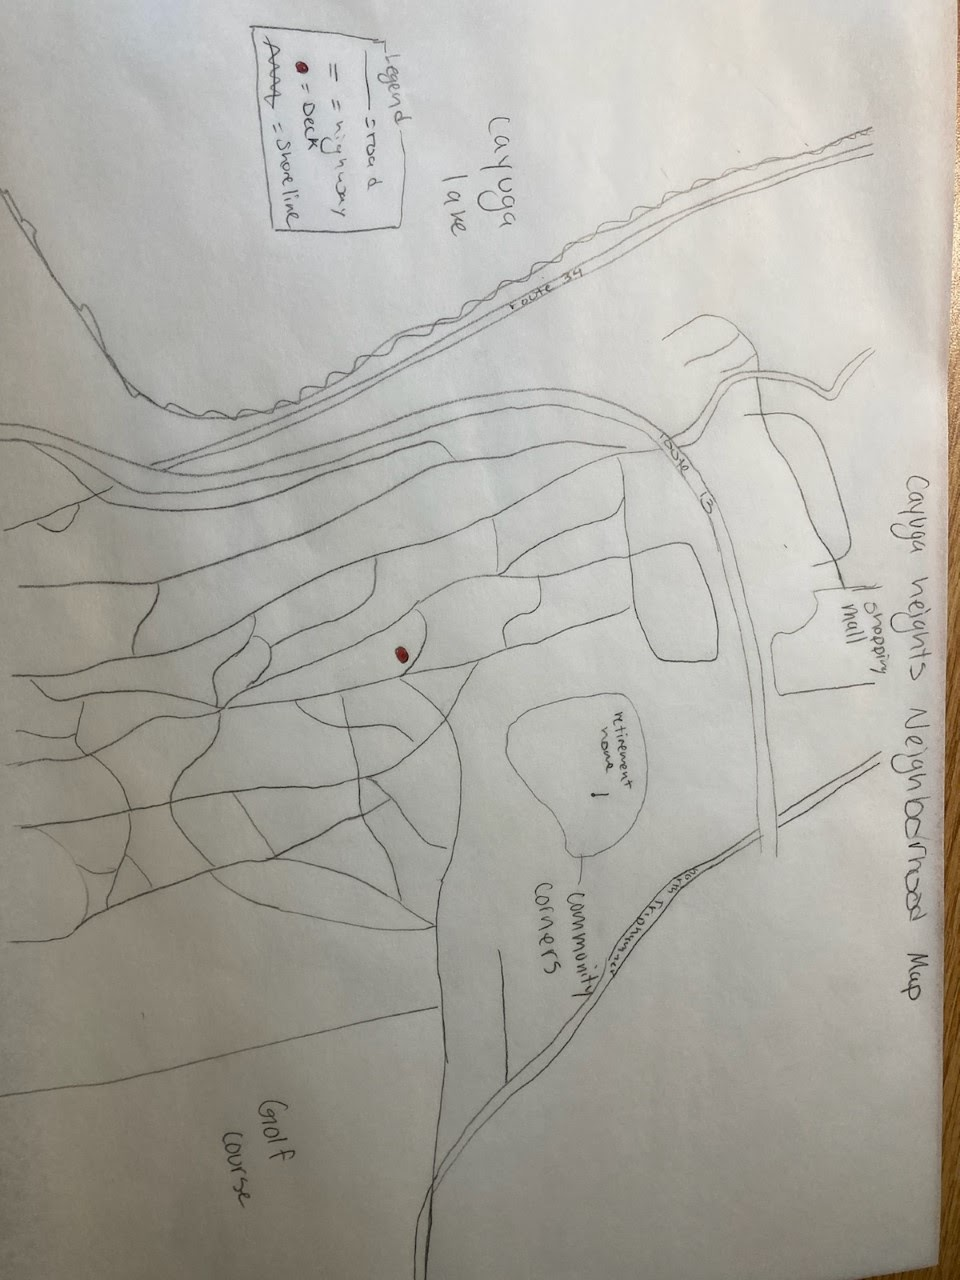 Cayuga heights Neighborhood Map
Legend
= road
= = highway
= Deck
= Shoreline
Cayuga
lake
route 34
route 13
shopping
mall
retirement
home
community
corners
Golf
course